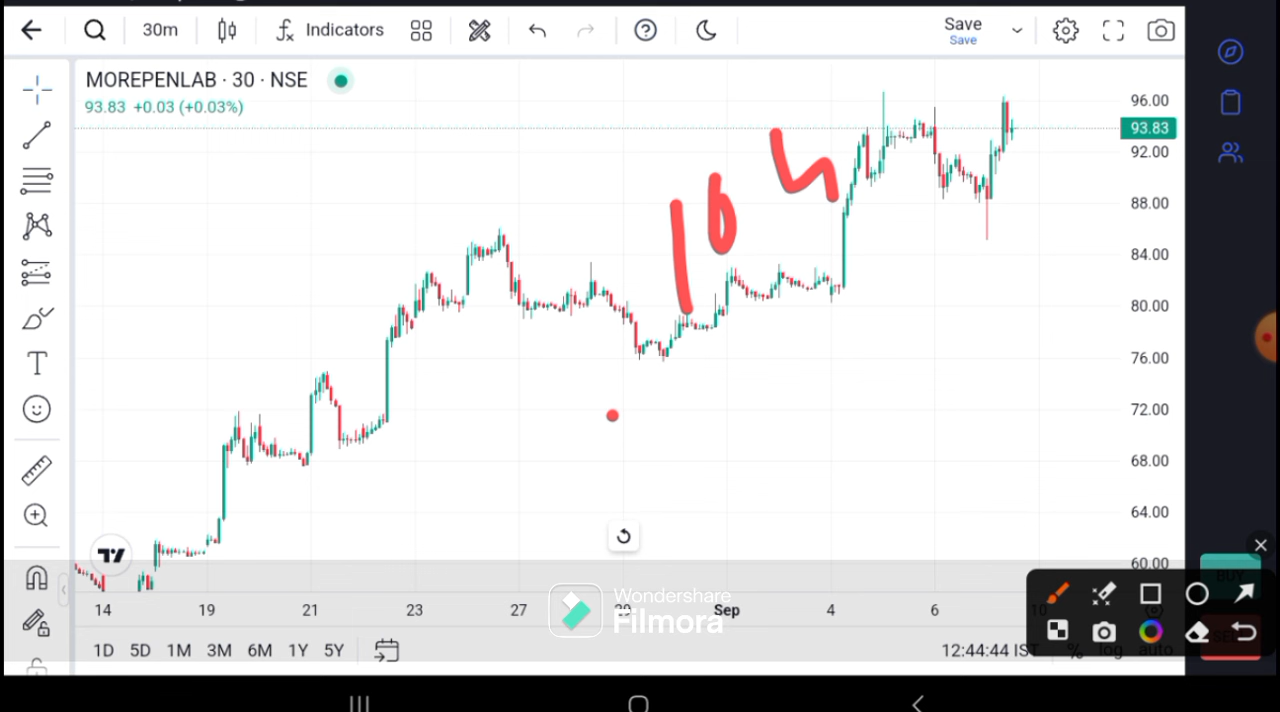 30m
Indicators
Save
Save
MOREPENLAB · 30 · NSE
93.83 +0.03 (+0.03%)
96.00
93.83
92.00
88.00
84.00
80.00
76.00
72.00
68.00
64.00
60.00
T
BUY
14
19
21
23
27
29
Sep
4
6
10
Wondershare
Filmora
1D
5D
1M
3M
6M
1Y
5Y
12:44:44 IST
%
log
auto